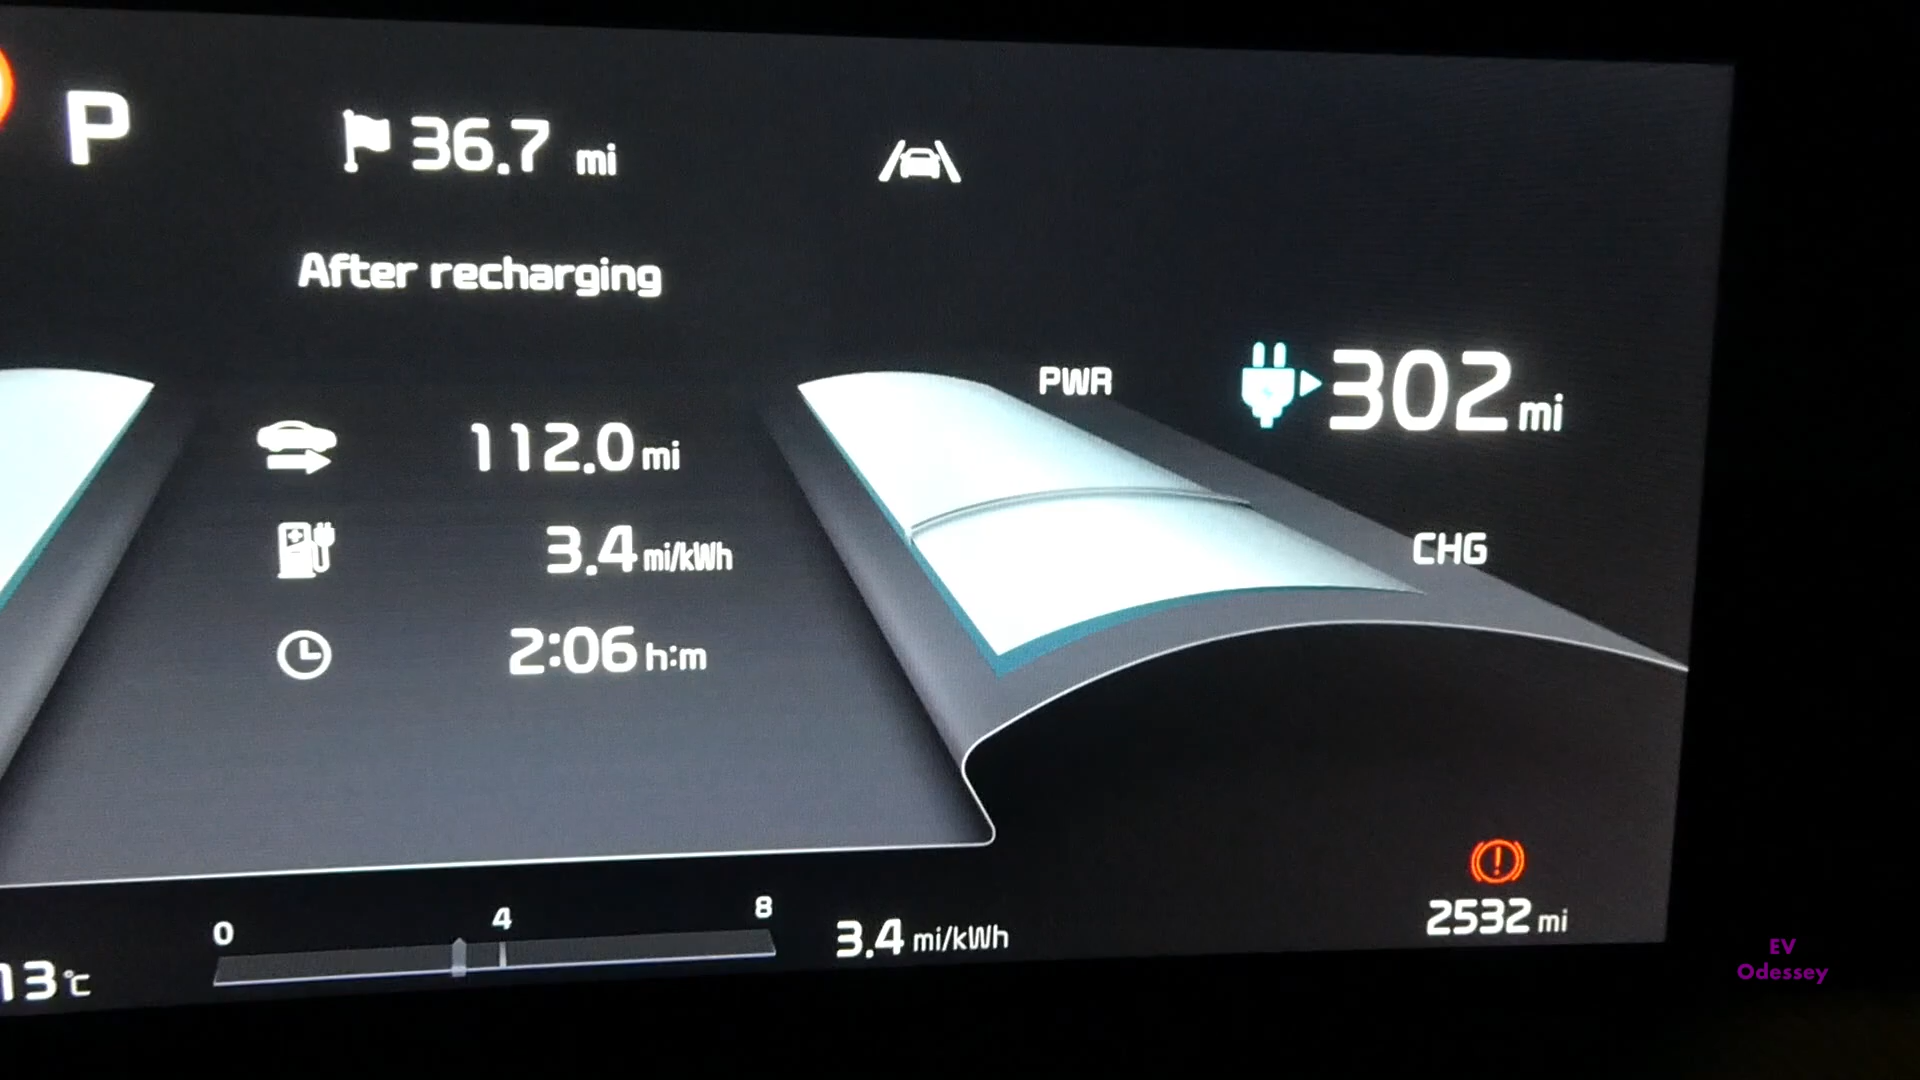 P
36.7 mi
After recharging
112.0 mi
3.4 mi/kWh
2:06 h:m
PWR
302 mi
CHG
0 4 8
3.4 mi/kWh
2532 mi
13°C
EV
Odessey